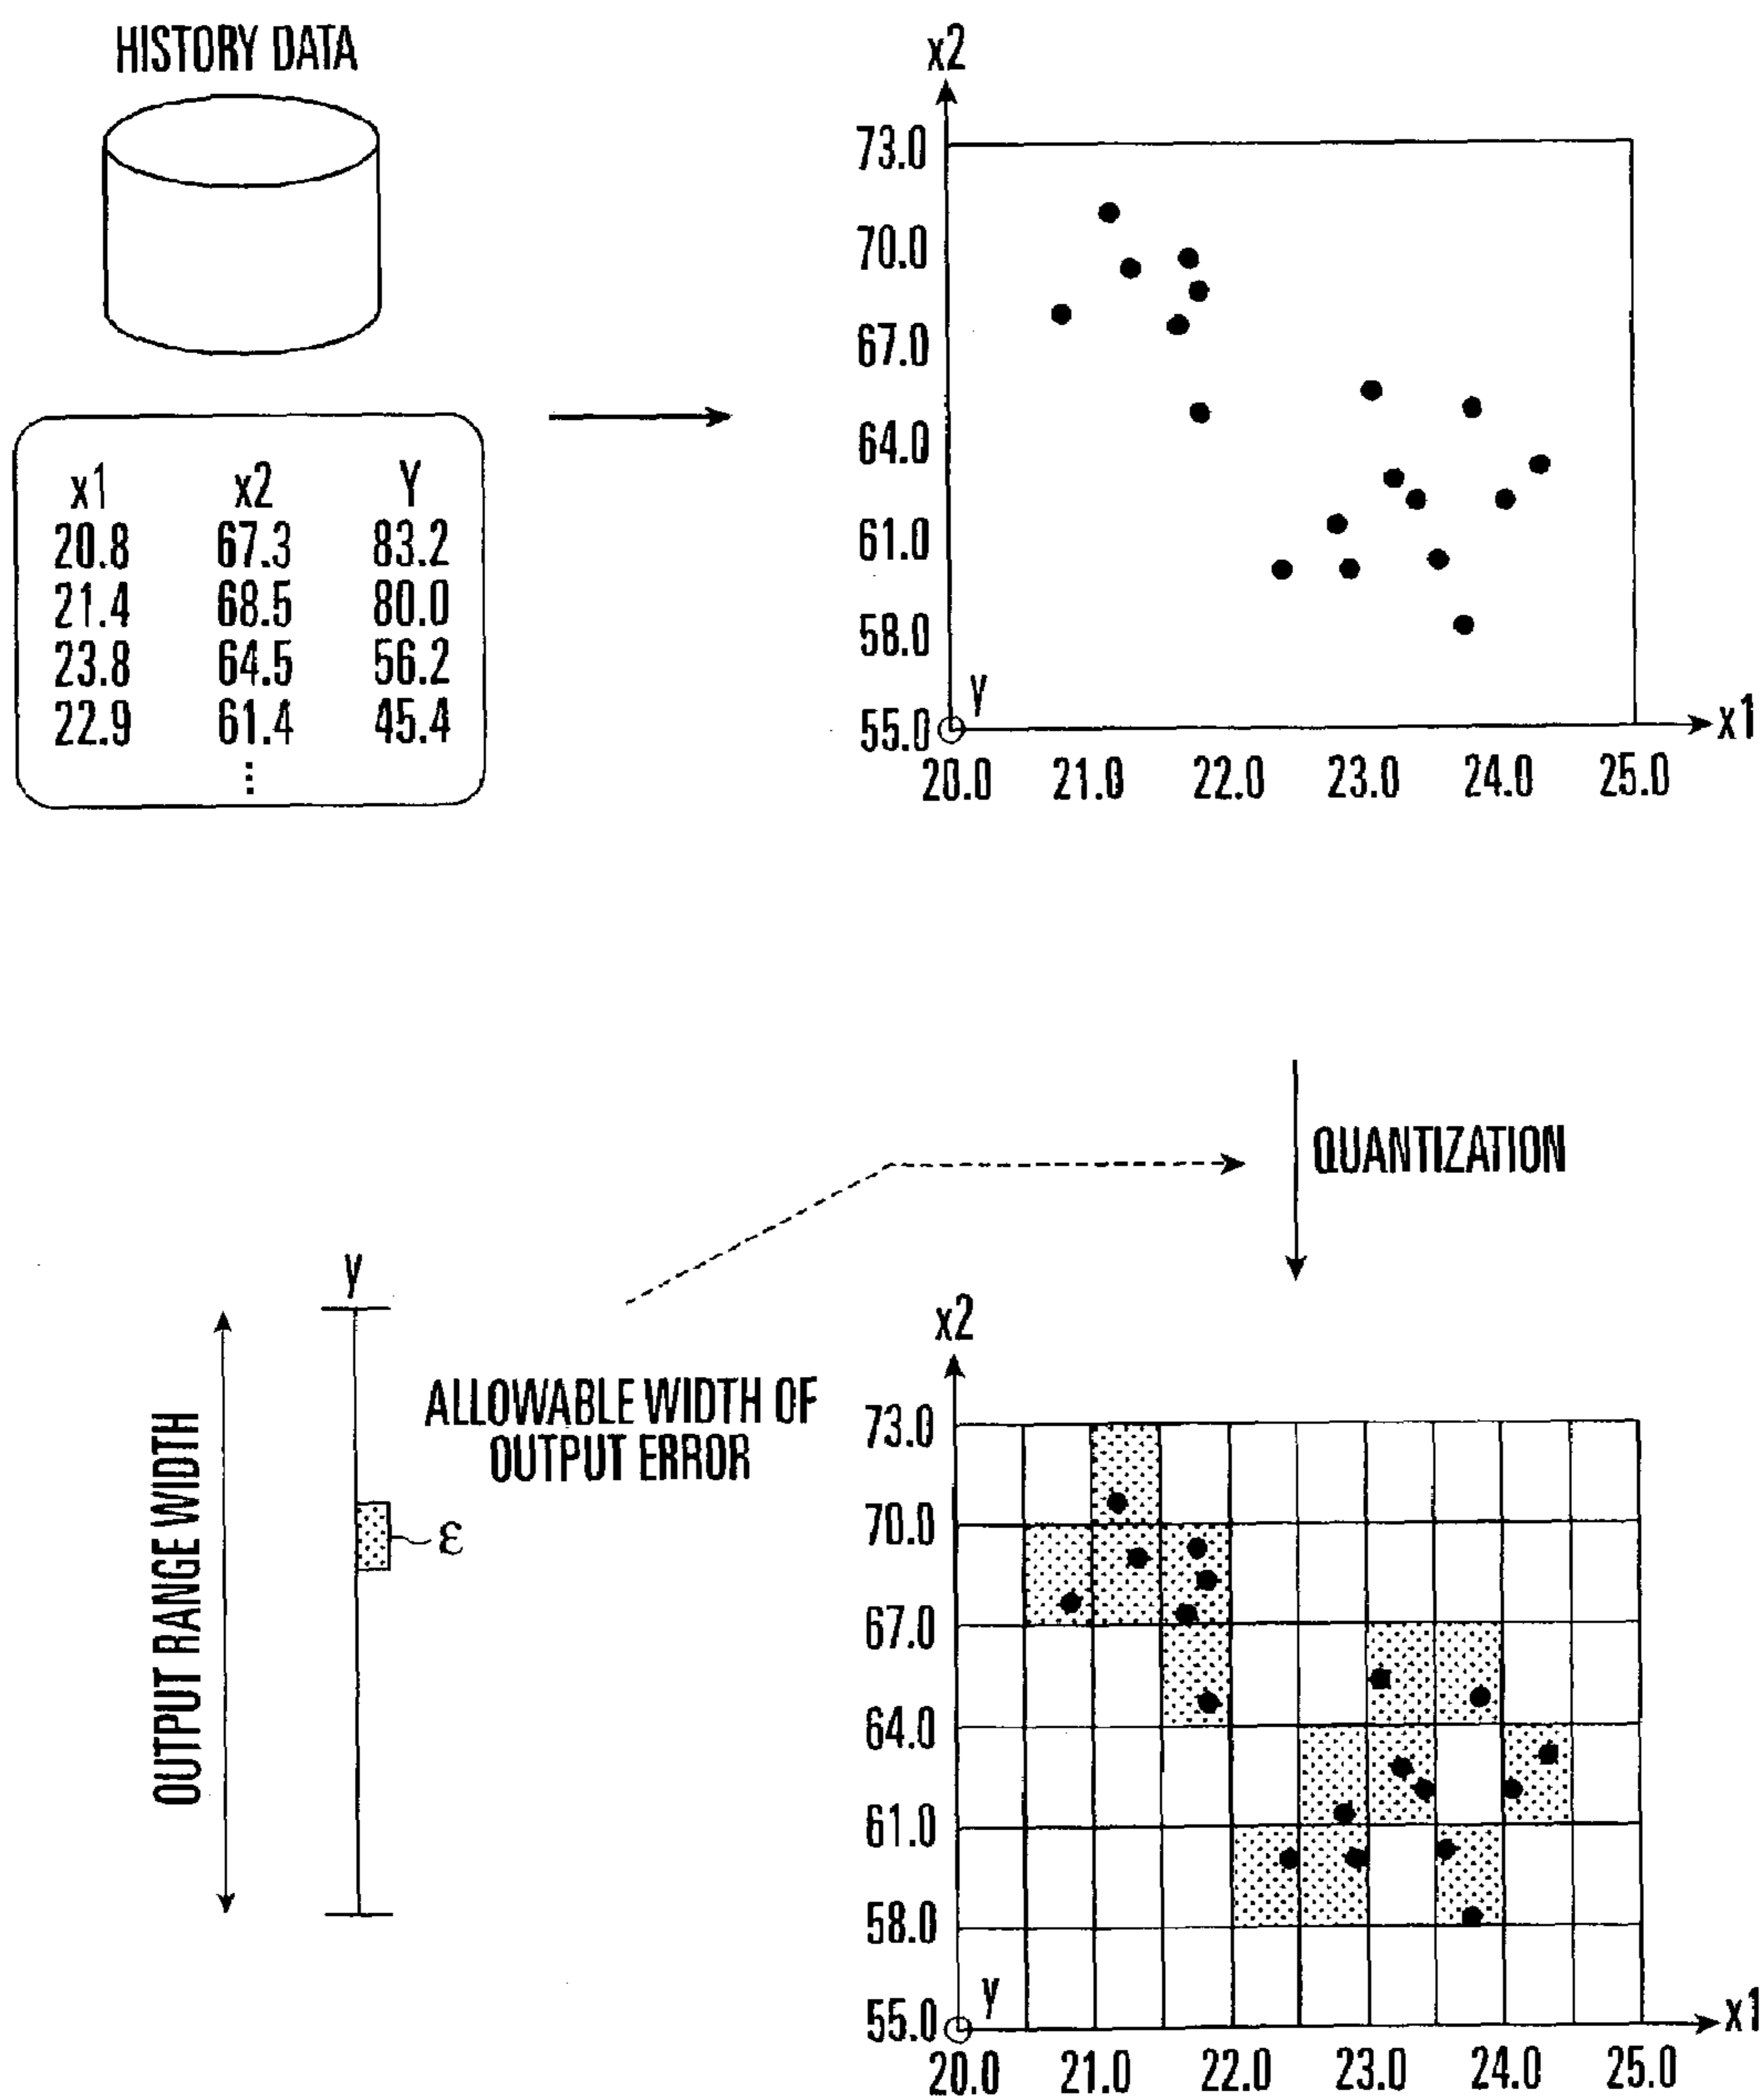 HISTORY DATA
x1 x2 Y
20.8 67.3 83.2
21.4 68.5 80.0
23.8 64.5 56.2
22.9 61.4 45.4
⋮
x2
73.0
70.0
67.0
64.0
61.0
58.0
55.0
y
x1
20.0 21.0 22.0 23.0 24.0 25.0
QUANTIZATION
y
OUTPUT RANGE WIDTH
ALLOWABLE WIDTH OF
OUTPUT ERROR
ε
x2
73.0
70.0
67.0
64.0
61.0
58.0
55.0
y
x1
20.0 21.0 22.0 23.0 24.0 25.0